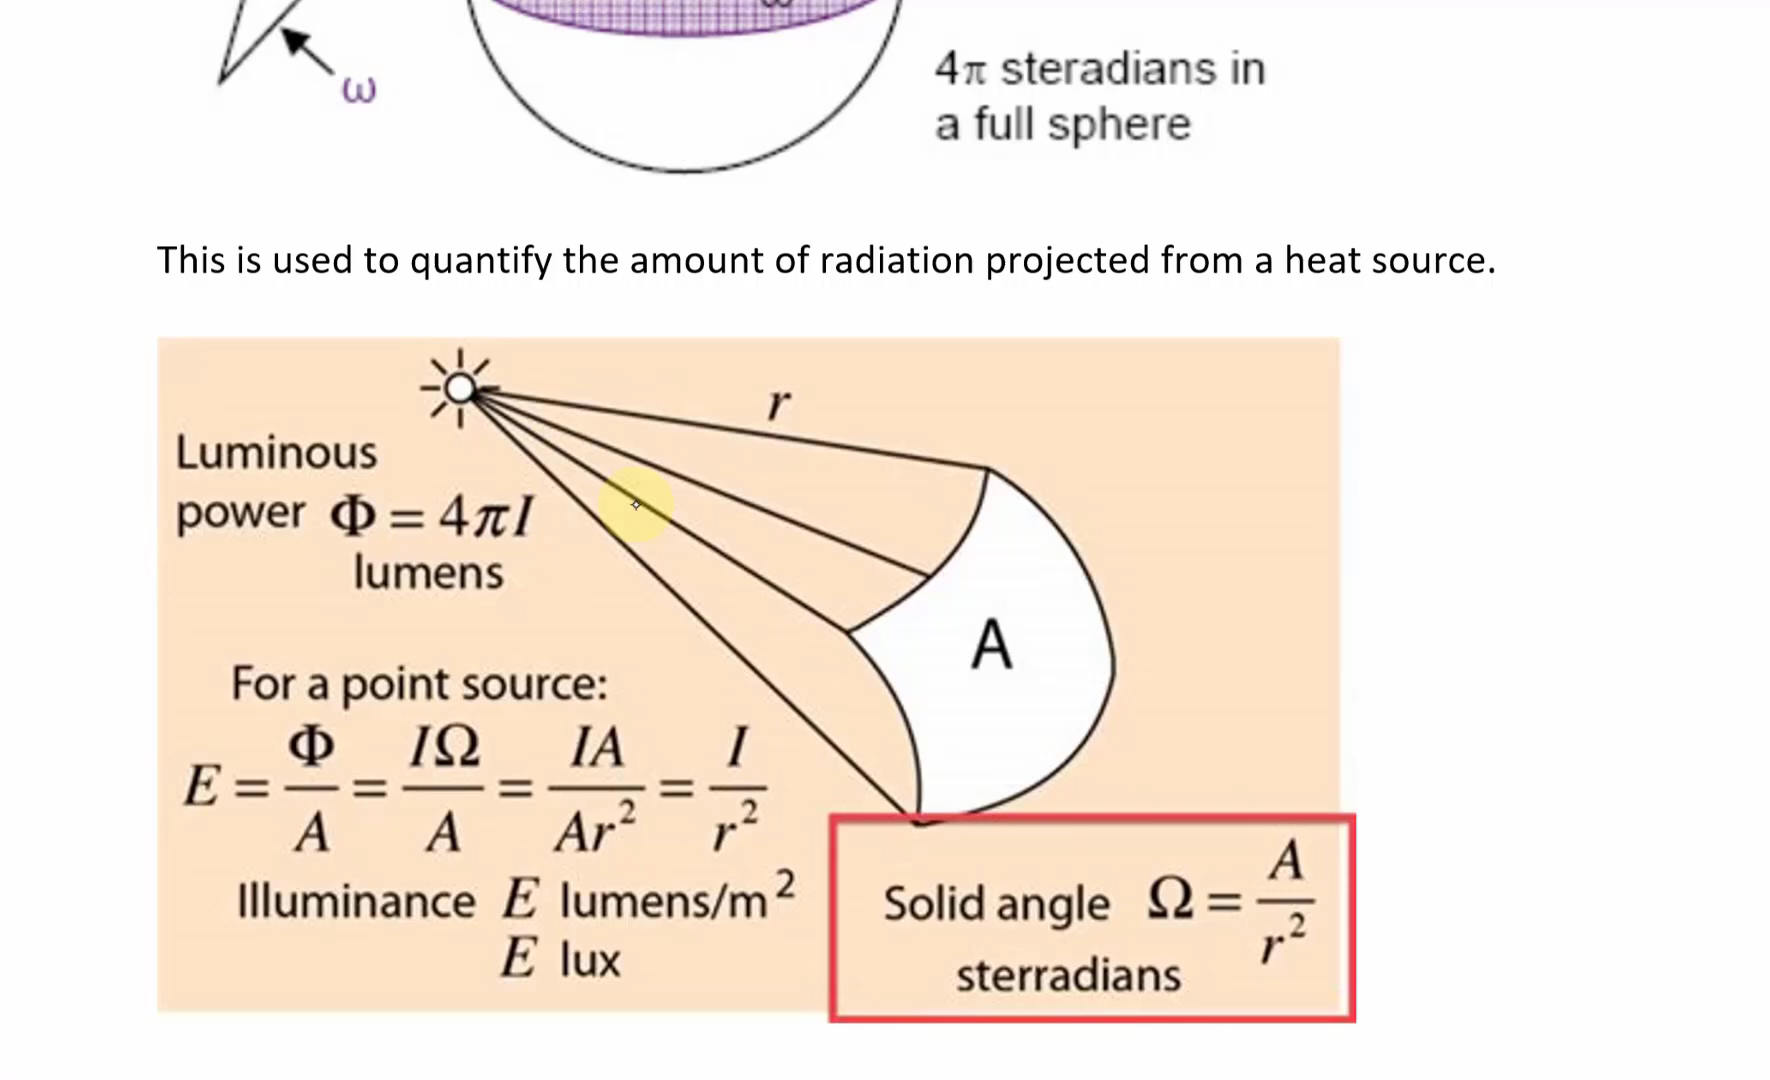 ω
4π steradians in
a full sphere
This is used to quantify the amount of radiation projected from a heat source.
r
Luminous
power Φ = 4πI
lumens
A
For a point source:
E = Φ/A = IΩ/A = IA/Ar² = I/r²
Illuminance E lumens/m²
E lux
Solid angle Ω = A/r²
sterradians